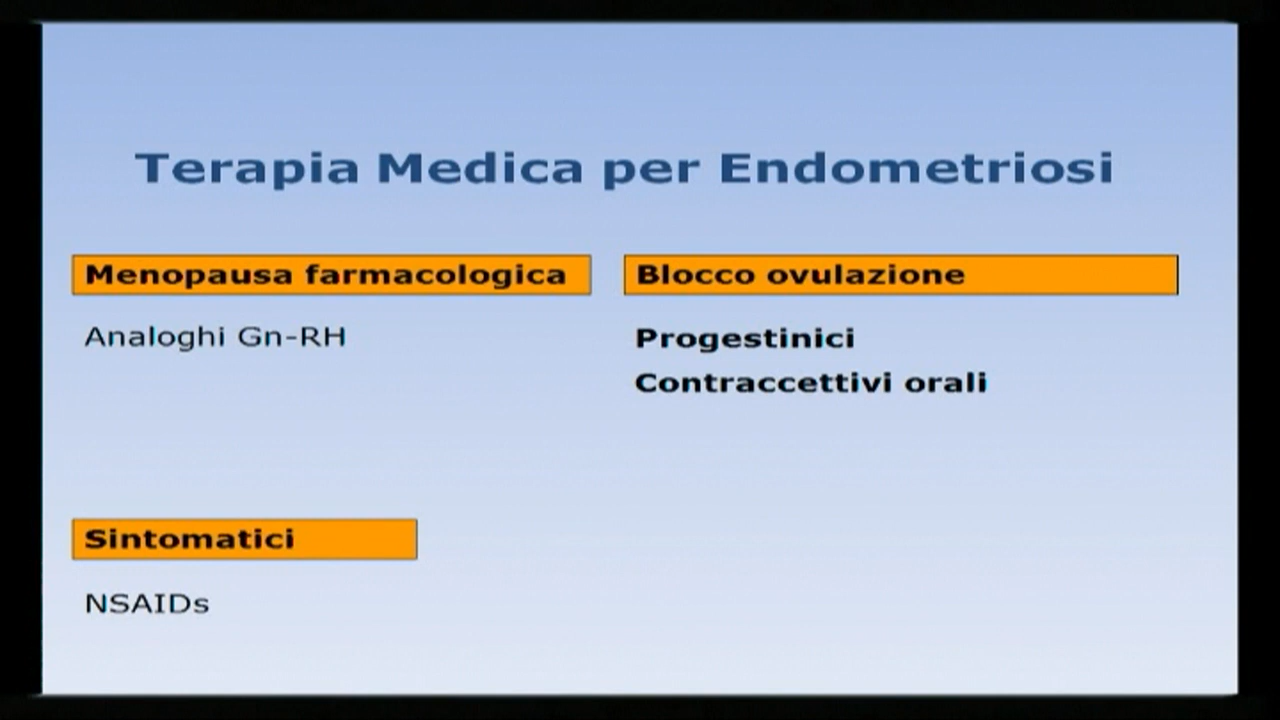 Terapia Medica per Endometriosi
Menopausa farmacologica
Analoghi Gn-RH
Blocco ovulazione
Progestinici
Contraccettivi orali
Sintomatici
NSAIDs